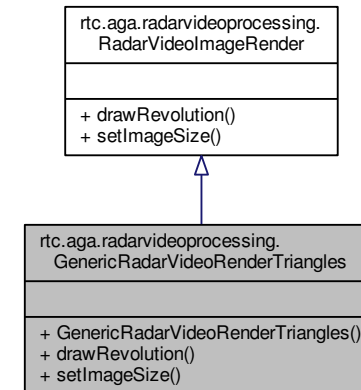 rtc.aga.radarvideoprocessing.
RadarVideoImageRender
+ drawRevolution()
+ setImageSize()
rtc.aga.radarvideoprocessing.
GenericRadarVideoRenderTriangles
+ GenericRadarVideoRenderTriangles()
+ drawRevolution()
+ setImageSize()